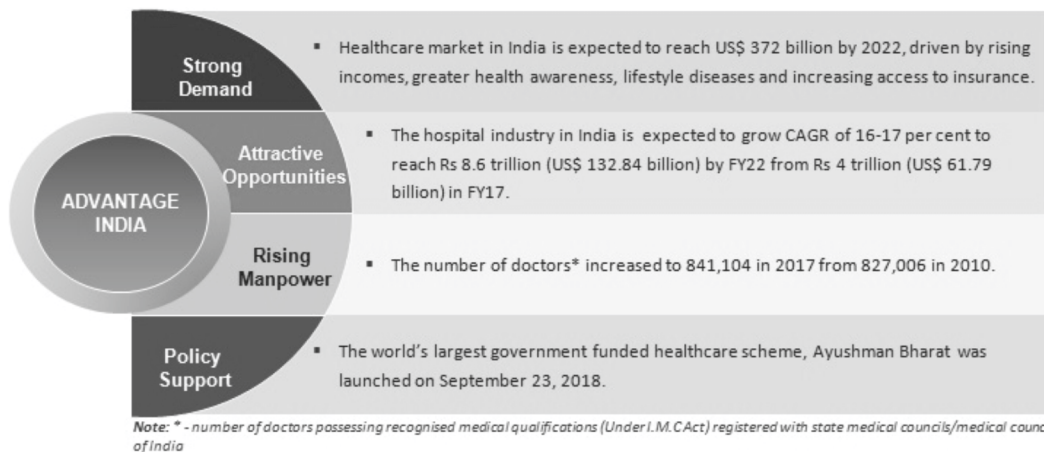 Strong
Demand
▪ Healthcare market in India is expected to reach US$ 372 billion by 2022, driven by rising
incomes, greater health awareness, lifestyle diseases and increasing access to insurance.
ADVANTAGE
INDIA
Attractive
Opportunities
▪ The hospital industry in India is expected to grow CAGR of 16-17 per cent to
reach Rs 8.6 trillion (US$ 132.84 billion) by FY22 from Rs 4 trillion (US$ 61.79
billion) in FY17.
Rising
Manpower
▪ The number of doctors* increased to 841,104 in 2017 from 827,006 in 2010.
Policy
Support
▪ The world's largest government funded healthcare scheme, Ayushman Bharat was
launched on September 23, 2018.
Note: * - number of doctors possessing recognised medical qualifications (Under I.M.C Act) registered with state medical councils/medical
of India